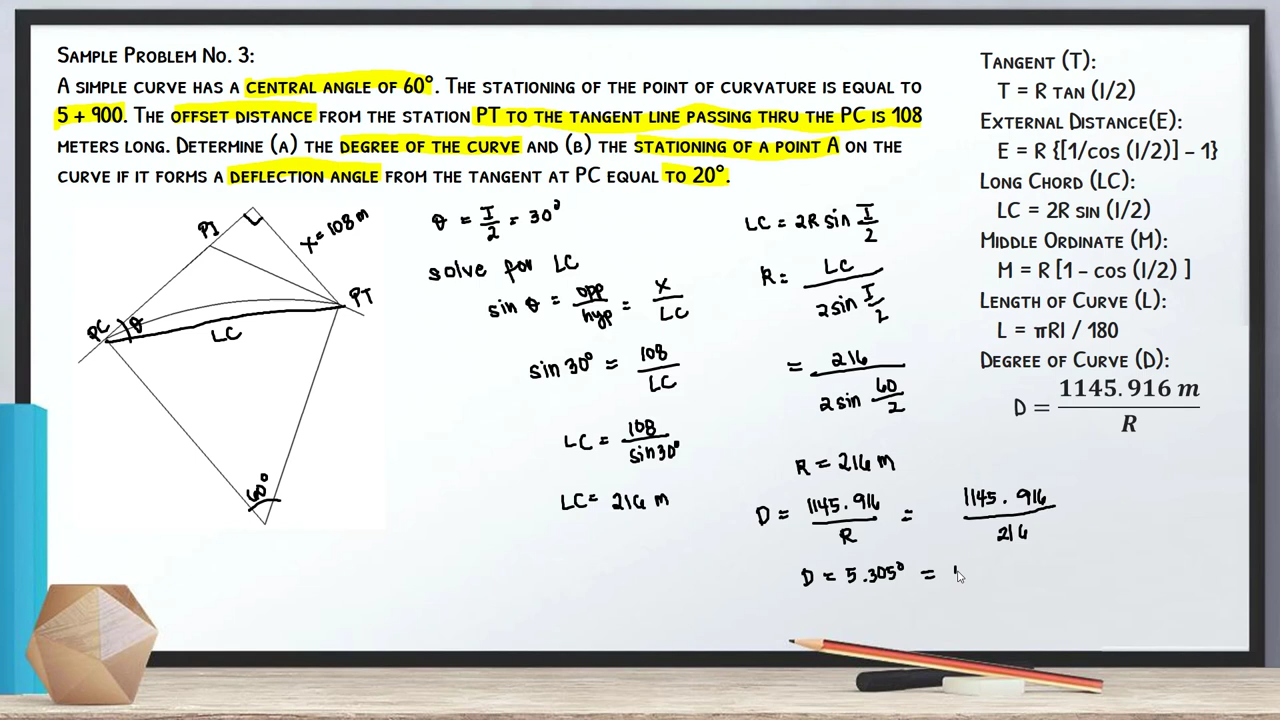 SAMPLE PROBLEM NO. 3:
A SIMPLE CURVE HAS A CENTRAL ANGLE OF 60°. THE STATIONING OF THE POINT OF CURVATURE IS EQUAL TO
5 + 900. THE OFFSET DISTANCE FROM THE STATION PT TO THE TANGENT LINE PASSING THRU THE PC IS 108
METERS LONG. DETERMINE (A) THE DEGREE OF THE CURVE AND (B) THE STATIONING OF A POINT A ON THE
CURVE IF IT FORMS A DEFLECTION ANGLE FROM THE TANGENT AT PC EQUAL TO 20°.
PI
X = 108 m
PT
PC
θ
LC
60°
θ = I/2 = 30°
solve for LC
sin θ = opp/hyp = X/LC
sin 30° = 108/LC
LC = 108/sin 30°
LC = 216 m
LC = 2R sin I/2
R = LC/2 sin I/2
= 216/2 sin 60/2
R = 216 m
D = 1145.916/R = 1145.916/216
D = 5.305° =
TANGENT (T):
T = R TAN (I/2)
EXTERNAL DISTANCE(E):
E = R {[1/cos (I/2)] – 1}
LONG CHORD (LC):
LC = 2R SIN (I/2)
MIDDLE ORDINATE (M):
M = R [1 - cos (I/2) ]
LENGTH OF CURVE (L):
L = πRI / 180
DEGREE OF CURVE (D):
D = 1145.916 m / R